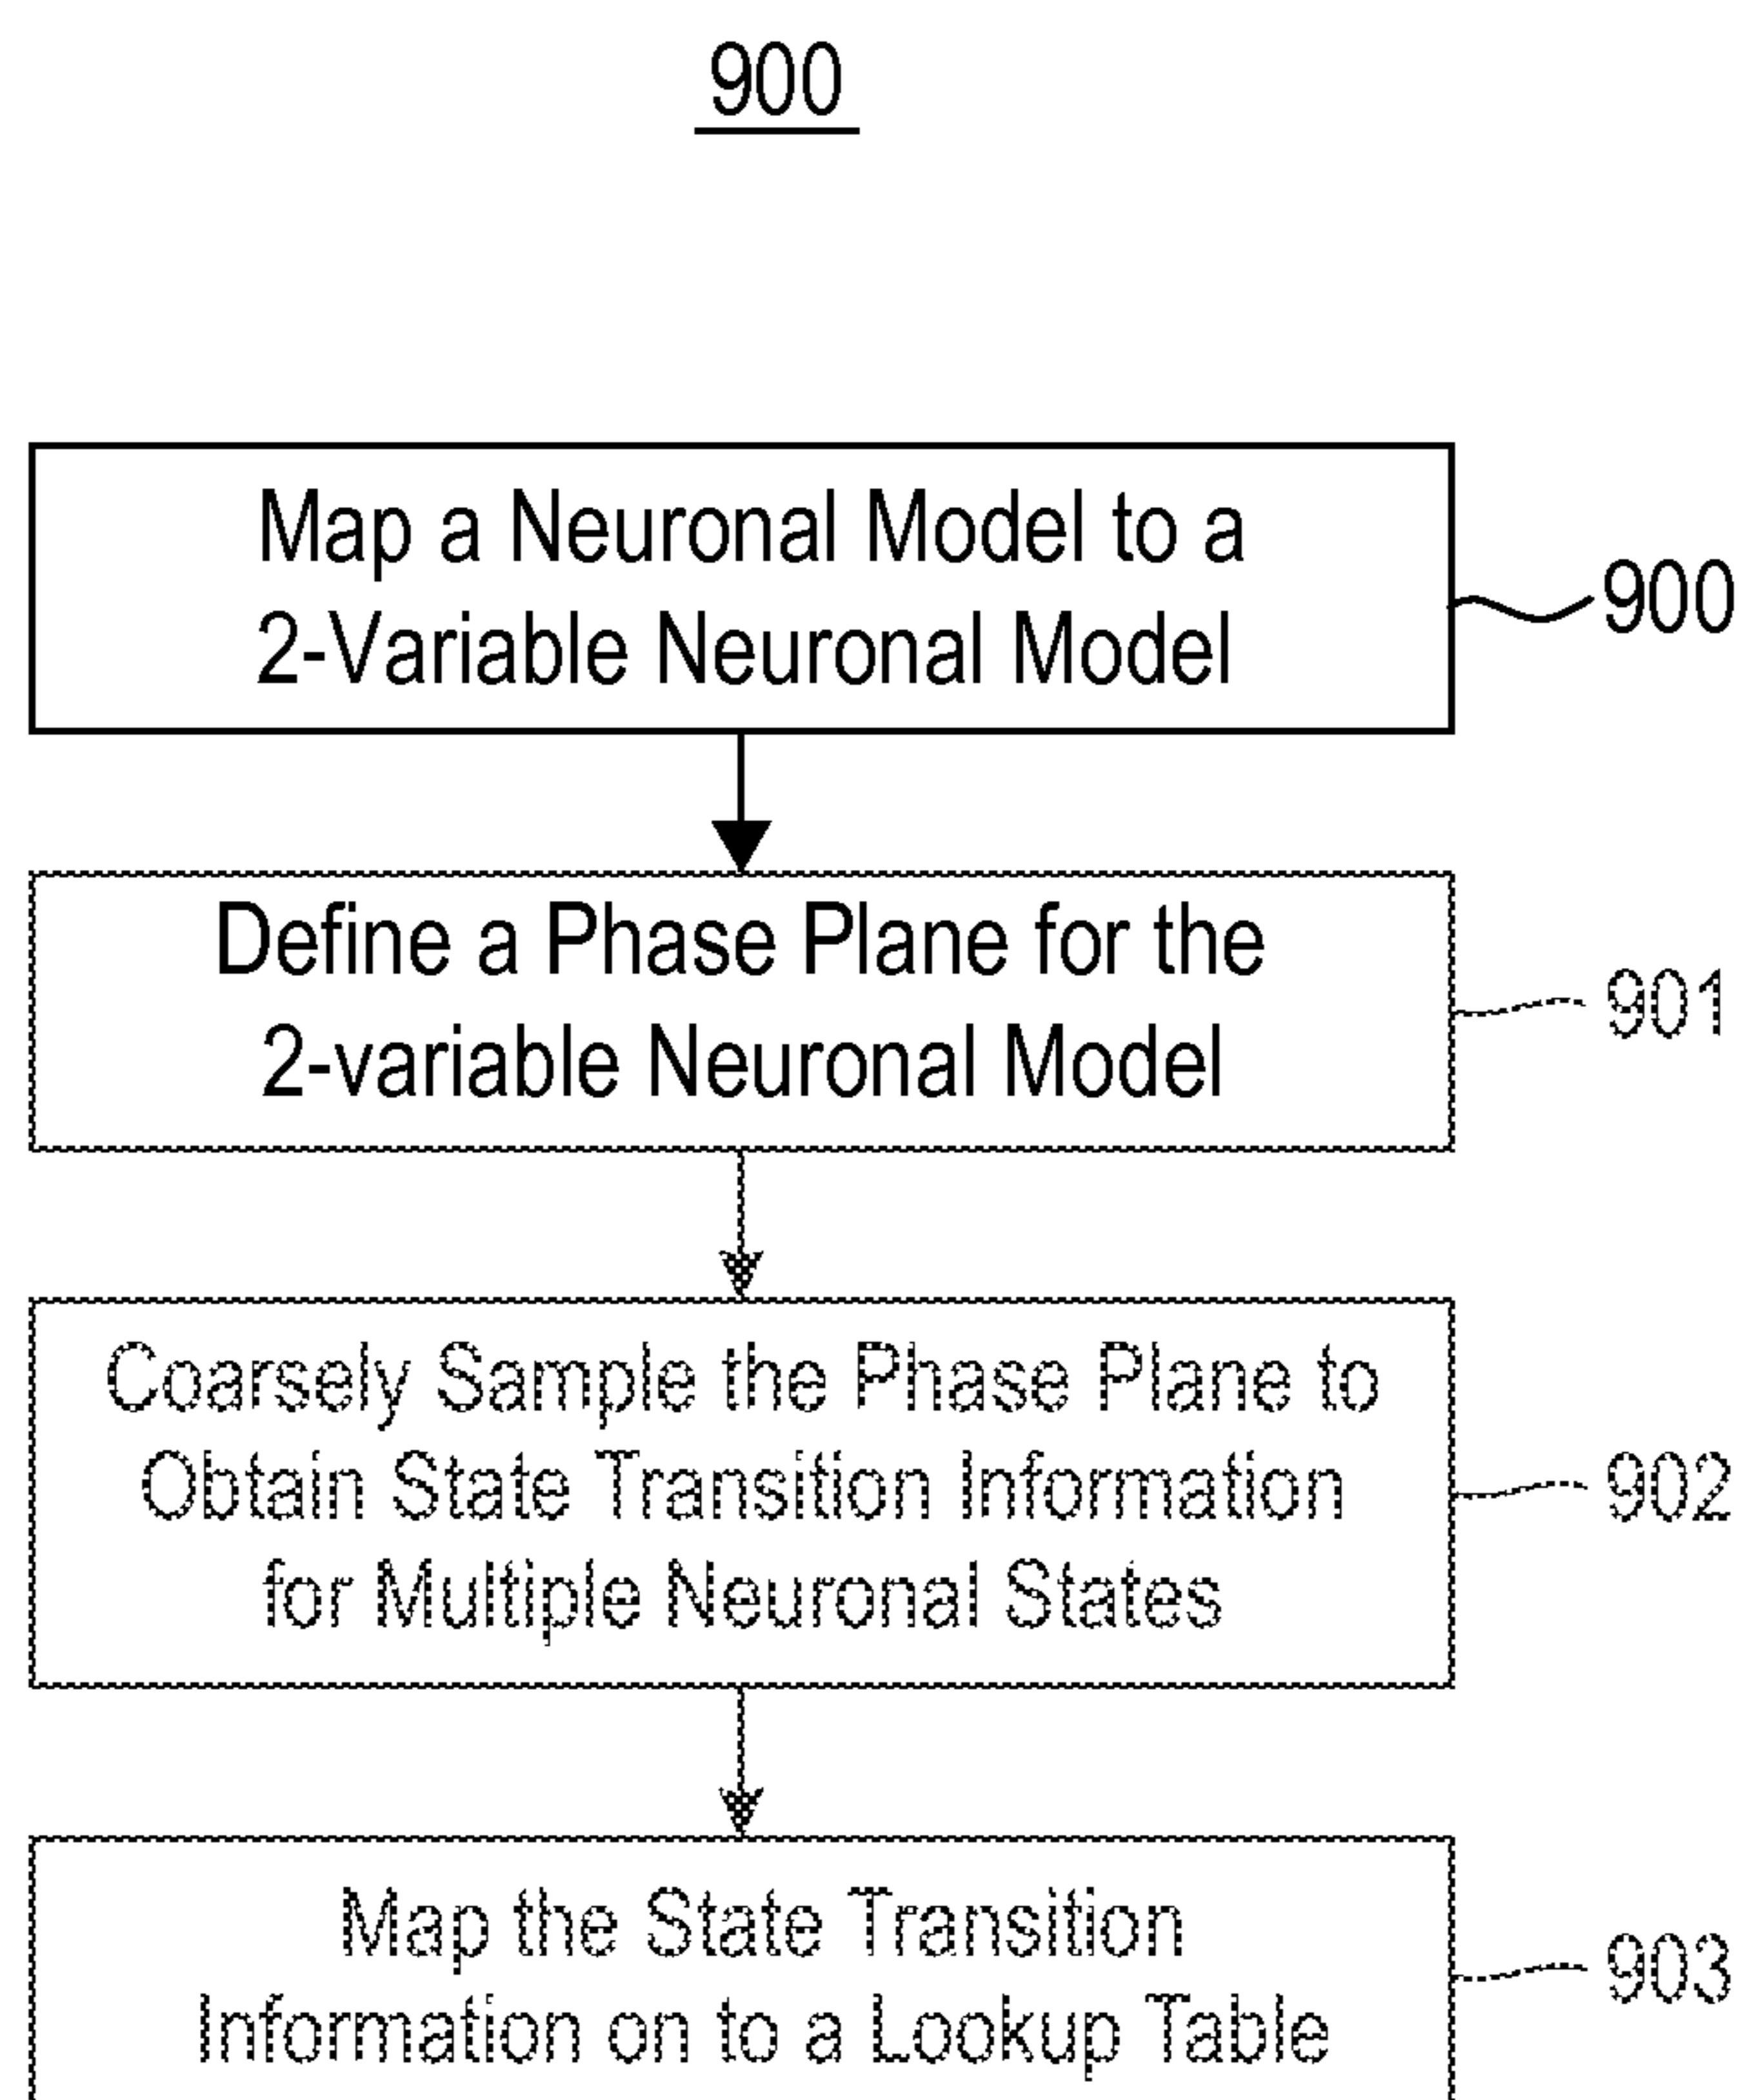 900
Map a Neuronal Model to a
2-Variable Neuronal Model
900
Define a Phase Plane for the
2-variable Neuronal Model
901
Coarsely Sample the Phase Plane to
Obtain State Transition Information
for Multiple Neuronal States
902
Map the State Transition
Information on to a Lookup Table
903